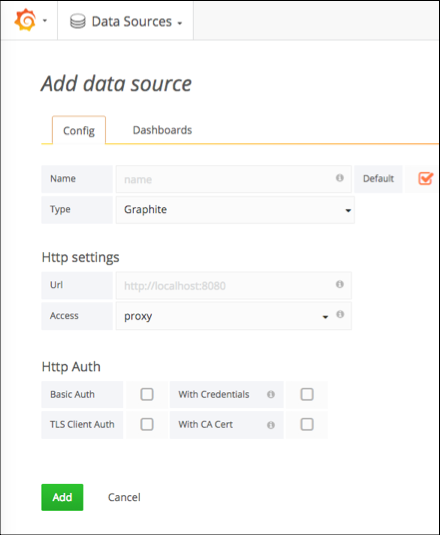 Data Sources
Add data source
Config Dashboards
Name name Default
Type Graphite
Http settings
Url http://localhost:8080
Access proxy
Http Auth
Basic Auth With Credentials
TLS Client Auth With CA Cert
Add Cancel